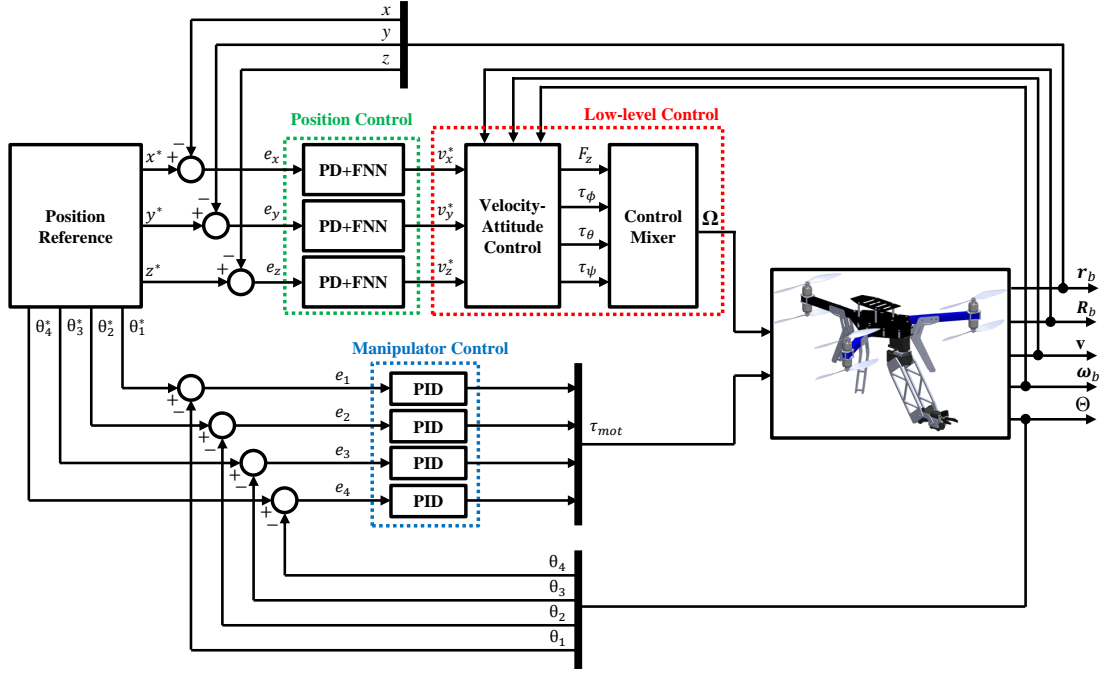 x
y
z
Position Control
Low-level Control
Position
Reference
x*
y*
z*
− + − + − +
e_x
e_y
e_z
PD+FNN
PD+FNN
PD+FNN
v_x^*
v_y^*
v_z^*
Velocity-
Attitude
Control
F_z
τ_ϕ
τ_θ
τ_ψ
Control
Mixer
Ω
r_b
R_b
v
ω_b
Θ
θ_4^* θ_3^* θ_2^* θ_1^*
Manipulator Control
+ − + − + − + −
e_1
e_2
e_3
e_4
PID
PID
PID
PID
τ_mot
θ_4
θ_3
θ_2
θ_1